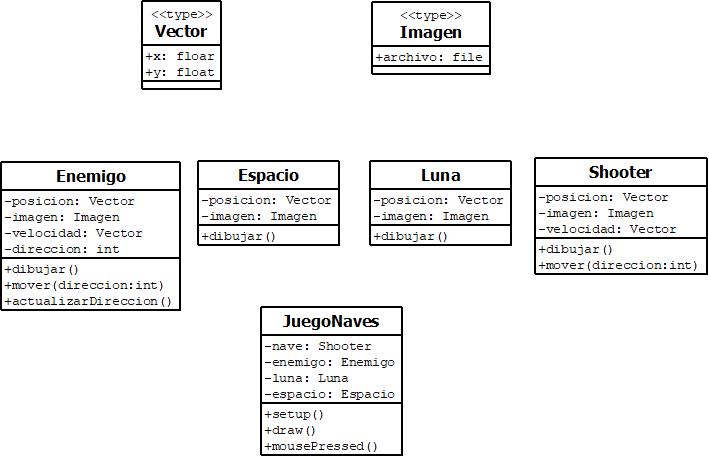 <<type>>
Vector
+x: floar
+y: float
<<type>>
Imagen
+archivo: file
Enemigo
-posicion: Vector
-imagen: Imagen
-velocidad: Vector
-direccion: int
+dibujar()
+mover(direccion:int)
+actualizarDireccion()
Espacio
-posicion: Vector
-imagen: Imagen
+dibujar()
Luna
-posicion: Vector
-imagen: Imagen
+dibujar()
Shooter
-posicion: Vector
-imagen: Imagen
-velocidad: Vector
+dibujar()
+mover(direccion:int)
JuegoNaves
-nave: Shooter
-enemigo: Enemigo
-luna: Luna
-espacio: Espacio
+setup()
+draw()
+mousePressed()